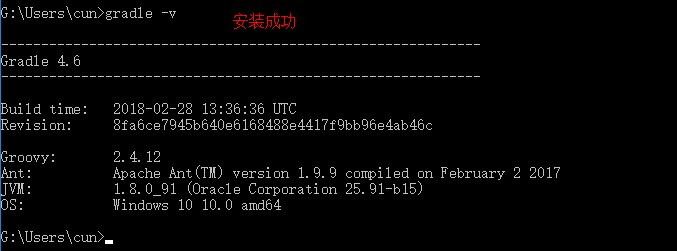 G:\Users\cun>gradle -v
安装成功
------------------------------------------------------------
Gradle 4.6
------------------------------------------------------------
Build time:   2018-02-28 13:36:36 UTC
Revision:     8fa6ce7945b640e6168488e4417f9bb96e4ab46c
Groovy:       2.4.12
Ant:          Apache Ant(TM) version 1.9.9 compiled on February 2 2017
JVM:          1.8.0_91 (Oracle Corporation 25.91-b15)
OS:           Windows 10 10.0 amd64
G:\Users\cun>